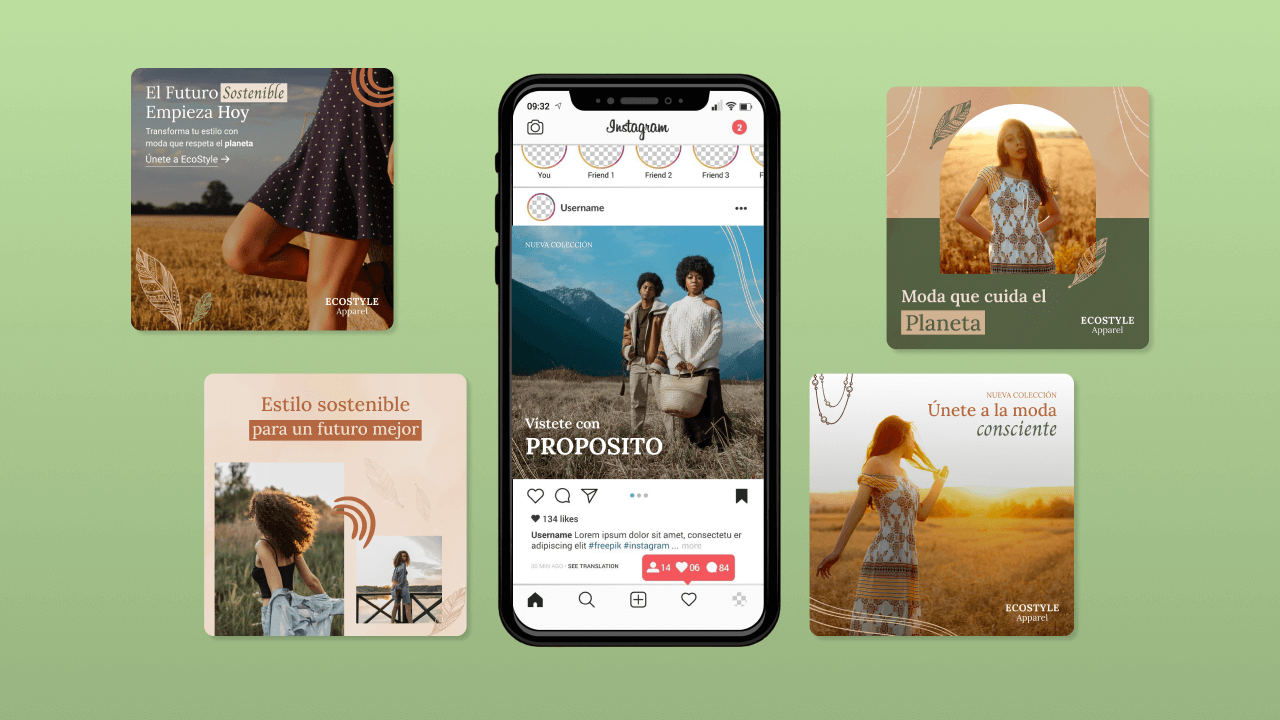 El Futuro Sostenible
Empieza Hoy
Transforma tu estilo con
moda que respeta el planeta
Únete a EcoStyle →
ECOSTYLE
Apparel
Estilo sostenible
para un futuro mejor
09:32
Instagram
2
You
Friend 1
Friend 2
Friend 3
F
Username
NUEVA COLECCIÓN
Vístete con
PROPOSITO
134 likes
Username Lorem ipsum dolor sit amet, consectetu er
adipiscing elit #freepik #instagram ... more
30 MIN AGO · SEE TRANSLATION
14 06 84
Moda que cuida el
Planeta
ECOSTYLE
Apparel
NUEVA COLECCIÓN
Únete a la moda
consciente
ECOSTYLE
Apparel